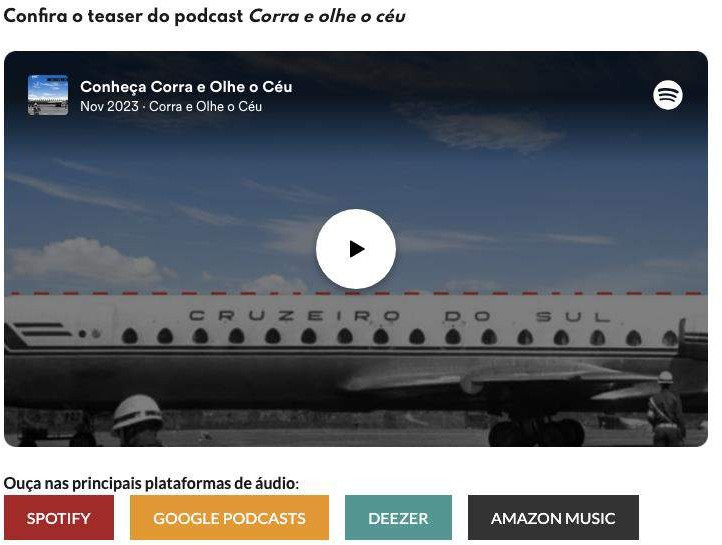 Confira o teaser do podcast Corra e olhe o céu
Conheça Corra e Olhe o Céu
Nov 2023 · Corra e Olhe o Céu
CRUZEIRO DO SUL
Ouça nas principais plataformas de áudio:
SPOTIFY
GOOGLE PODCASTS
DEEZER
AMAZON MUSIC